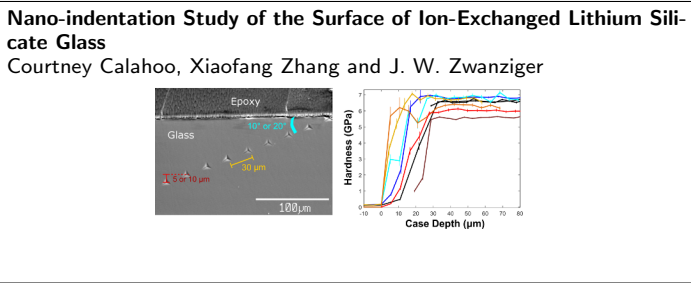 Nano-indentation Study of the Surface of Ion-Exchanged Lithium Sili-
cate Glass
Courtney Calahoo, Xiaofang Zhang and J. W. Zwanziger
Epoxy
10° or 20°
Glass
30 μm
5 or 10 μm
100μm
Hardness (GPa)
7
6
5
4
3
2
1
0
-10 0 10 20 30 40 50 60 70 80
Case Depth (μm)